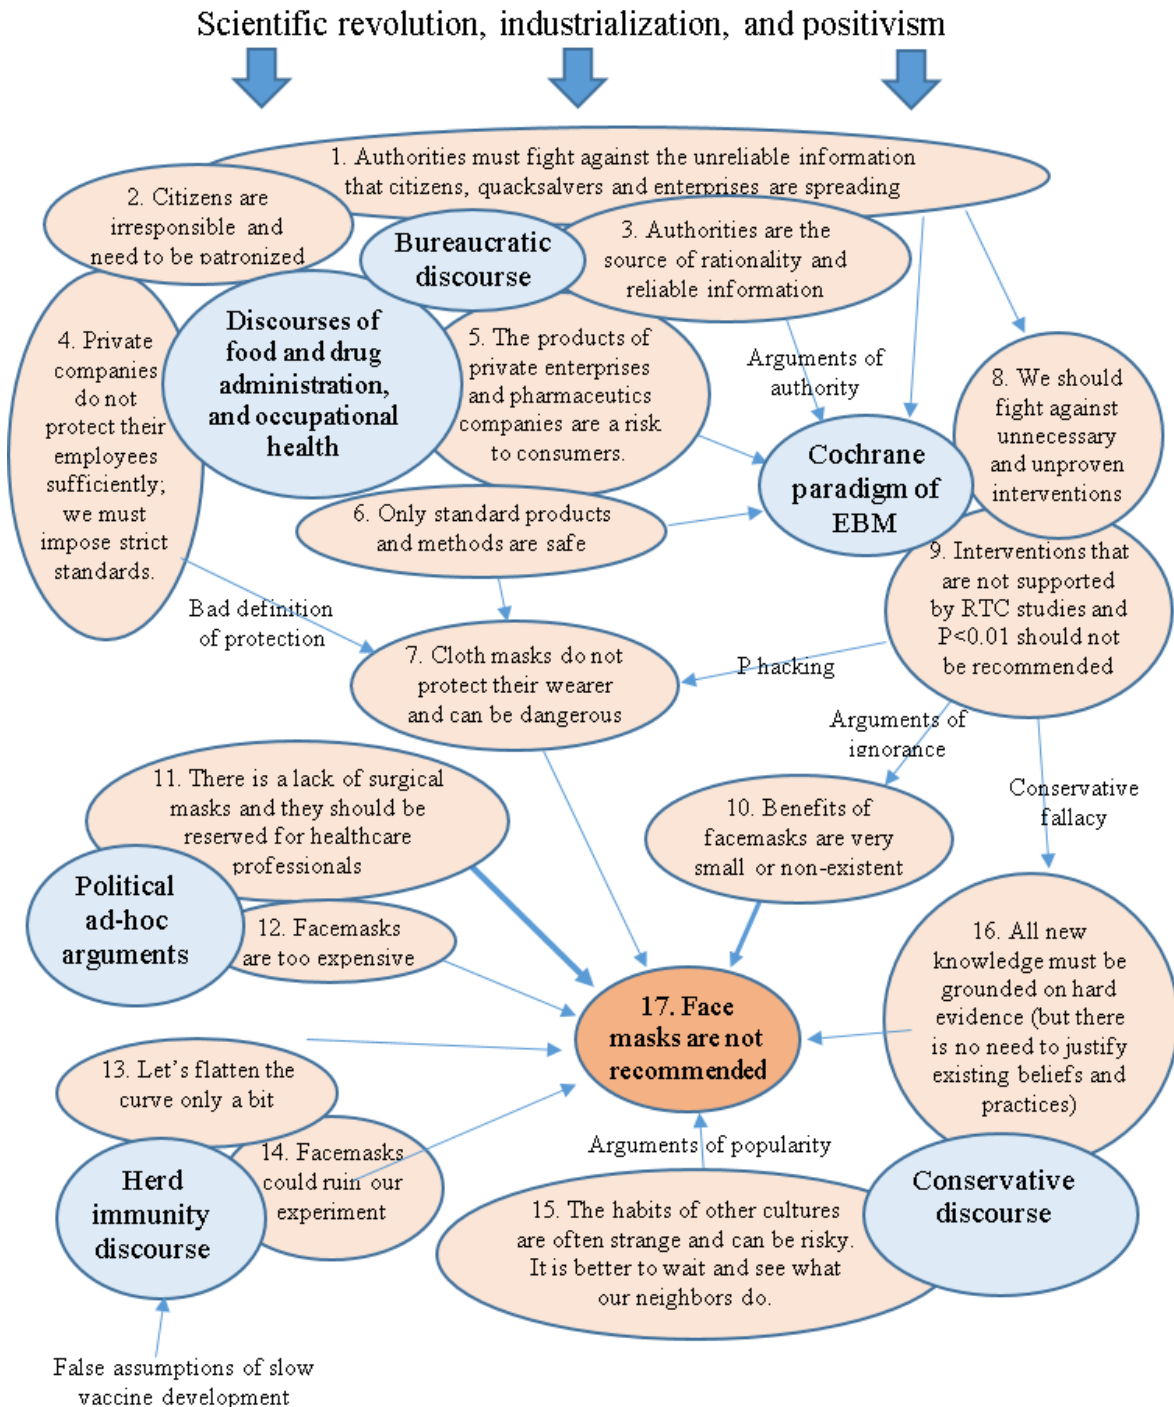 Scientific revolution, industrialization, and positivism
1. Authorities must fight against the unreliable information
that citizens, quacksalvers and enterprises are spreading
2. Citizens are
irresponsible and
need to be patronized
Bureaucratic
discourse
3. Authorities are the
source of rationality and
reliable information
4. Private
companies
do not
protect their
employees
sufficiently;
we must
impose strict
standards.
Discourses of
food and drug
administration,
and occupational
health
5. The products of
private enterprises
and pharmaceutics
companies are a risk
to consumers.
Arguments of
authority
8. We should
fight against
unnecessary
and unproven
interventions
Cochrane
paradigm of
EBM
6. Only standard products
and methods are safe
9. Interventions that
are not supported
by RTC studies and
P<0.01 should not
be recommended
Bad definition
of protection
7. Cloth masks do not
protect their wearer
and can be dangerous
P hacking
Arguments of
ignorance
Conservative
fallacy
11. There is a lack of surgical
masks and they should be
reserved for healthcare
professionals
10. Benefits of
facemasks are very
small or non-existent
Political
ad-hoc
arguments
12. Facemasks
are too expensive
16. All new
knowledge must be
grounded on hard
evidence (but there
is no need to justify
existing beliefs and
practices)
17. Face
masks are not
recommended
13. Let's flatten the
curve only a bit
14. Facemasks
could ruin our
experiment
Herd
immunity
discourse
Arguments of popularity
15. The habits of other cultures
are often strange and can be risky.
It is better to wait and see what
our neighbors do.
Conservative
discourse
False assumptions of slow
vaccine development